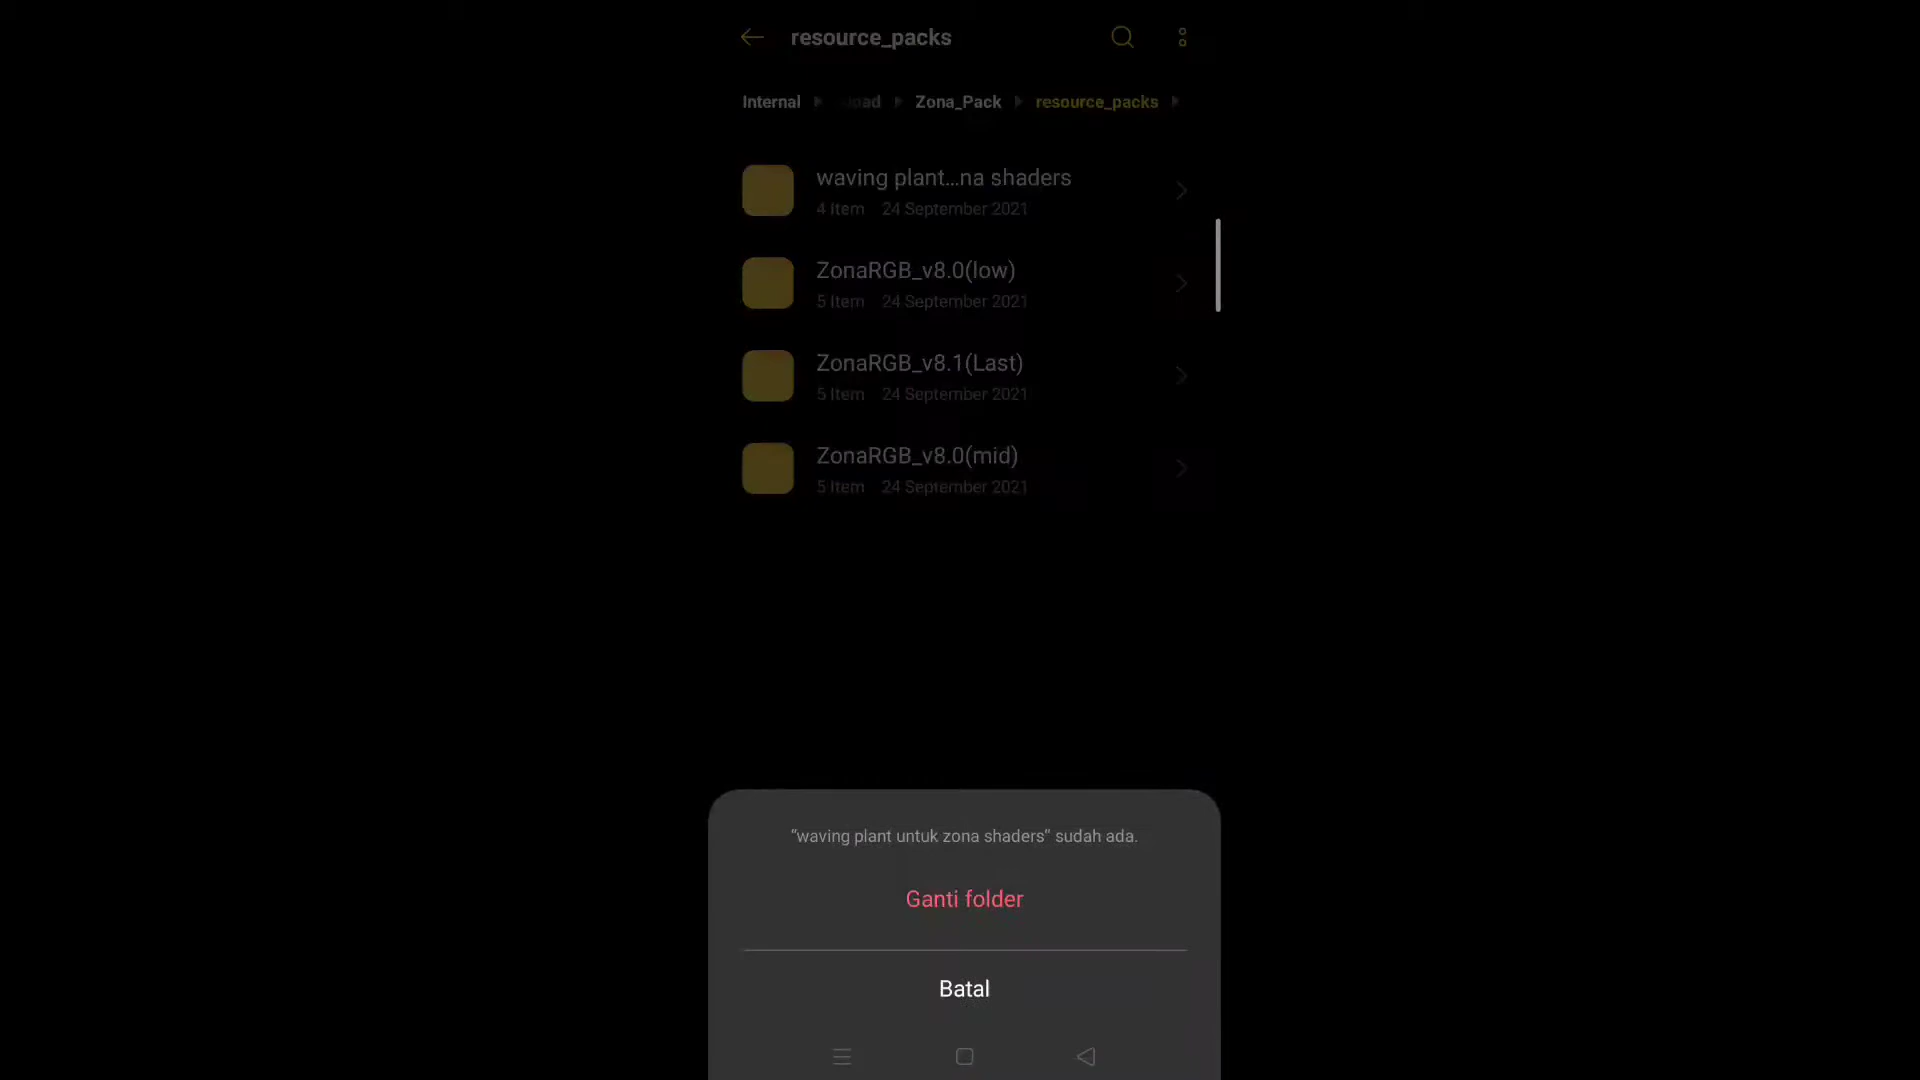 resource_packs
Internal
Zona_Pack
resource_packs
waving plant...na shaders
4 Item 24 September 2021
ZonaRGB_v8.0(low)
5 Item 24 September 2021
ZonaRGB_v8.1(Last)
5 Item 24 September 2021
ZonaRGB_v8.0(mid)
5 Item 24 September 2021
"waving plant untuk zona shaders" sudah ada.
Ganti folder
Batal